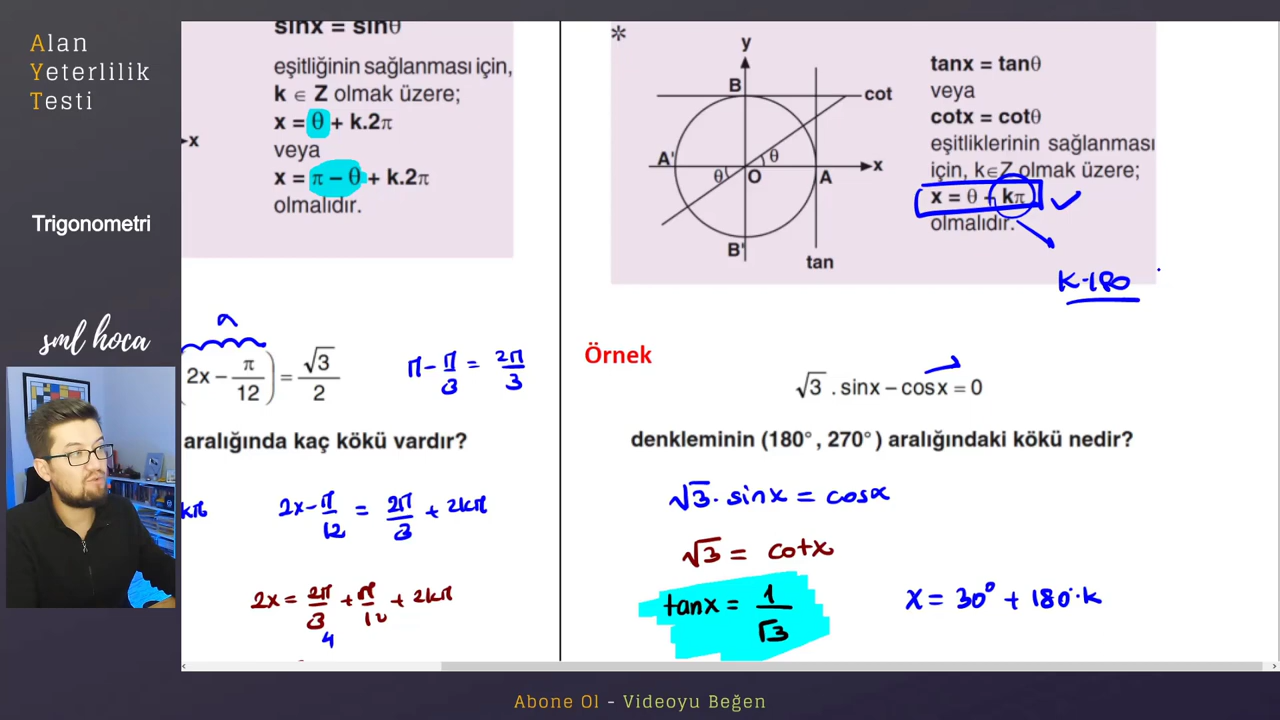 Alan
Yeterlilik
Testi
Trigonometri
sml hoca
sinx = sinθ
eşitliğinin sağlanması için,
k ∈ Z olmak üzere;
x = θ + k.2π
veya
x = π − θ + k.2π
olmalıdır.
x
a
(2x − π/12) = √3/2
π − π/3 = 2π/3
aralığında kaç kökü vardır?
kπ
2x − π/12 = 2π/3 + 2kπ
2x = 2π/3 + π/12 + 2kπ
4
*
y
B
cot
A'
θ
θ
O
A
x
B'
tan
tanx = tanθ
veya
cotx = cotθ
eşitliklerinin sağlanması
için, k∈Z olmak üzere;
x = θ + kπ
olmalıdır.
K·180
Örnek
√3 . sinx − cosx = 0
denkleminin (180°, 270°) aralığındaki kökü nedir?
√3 · sinx = cosx
√3 = cotx
tanx = 1/√3
x = 30° + 180°·k
Abone Ol - Videoyu Beğen